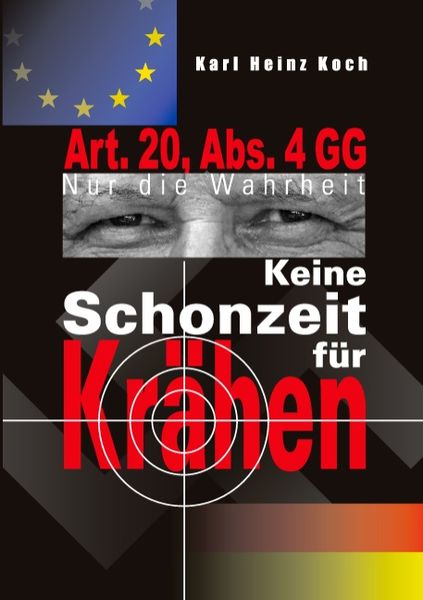 Karl Heinz Koch
Art. 20, Abs. 4 GG
Nur die Wahrheit
Keine
Schonzeit
für
Krähen